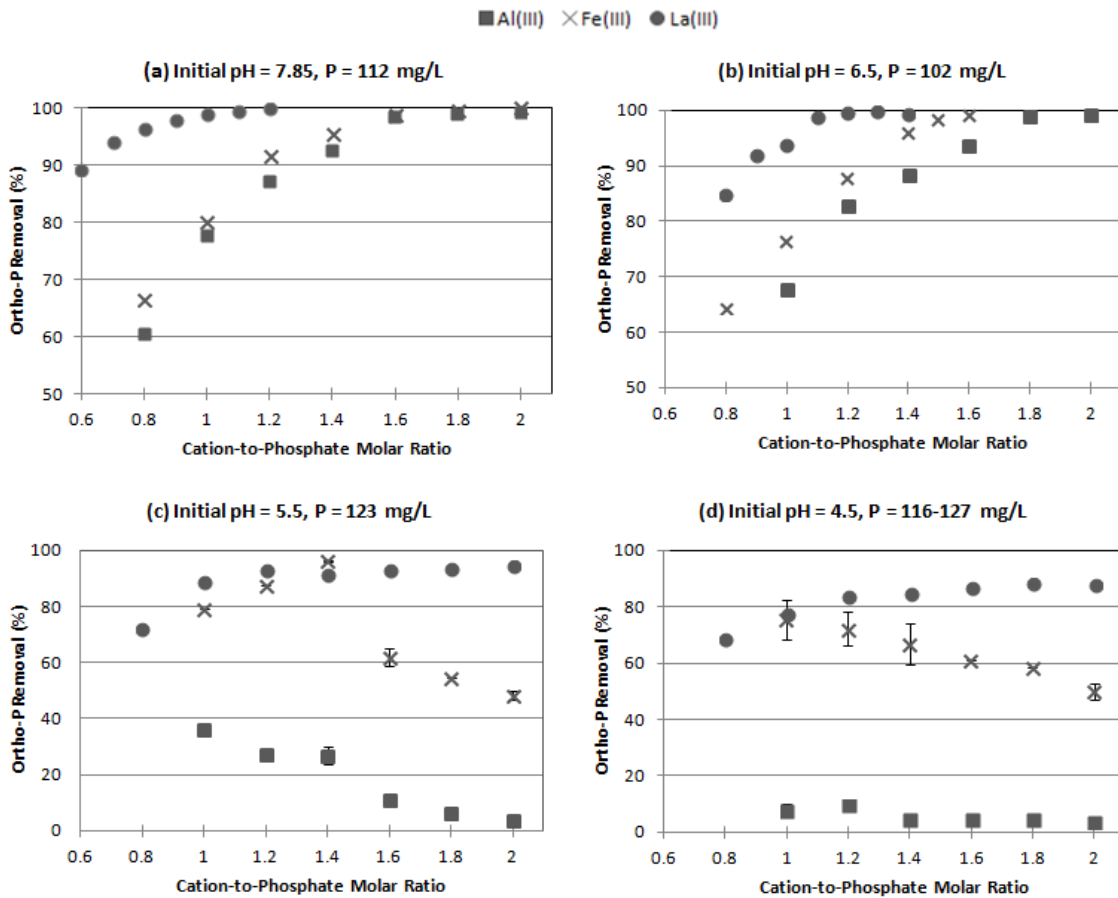 Al(III) Fe(III) La(III)
(a) Initial pH = 7.85, P = 112 mg/L
Ortho-P Removal (%)
100
90
80
70
60
50
0.6 0.8 1 1.2 1.4 1.6 1.8 2
Cation-to-Phosphate Molar Ratio
(b) Initial pH = 6.5, P = 102 mg/L
Ortho-P Removal (%)
100
90
80
70
60
50
0.6 0.8 1 1.2 1.4 1.6 1.8 2
Cation-to-Phosphate Molar Ratio
(c) Initial pH = 5.5, P = 123 mg/L
Ortho-P Removal (%)
100
80
60
40
20
0
0.6 0.8 1 1.2 1.4 1.6 1.8 2
Cation-to-Phosphate Molar Ratio
(d) Initial pH = 4.5, P = 116-127 mg/L
Ortho-P Removal (%)
100
80
60
40
20
0
0.6 0.8 1 1.2 1.4 1.6 1.8 2
Cation-to-Phosphate Molar Ratio